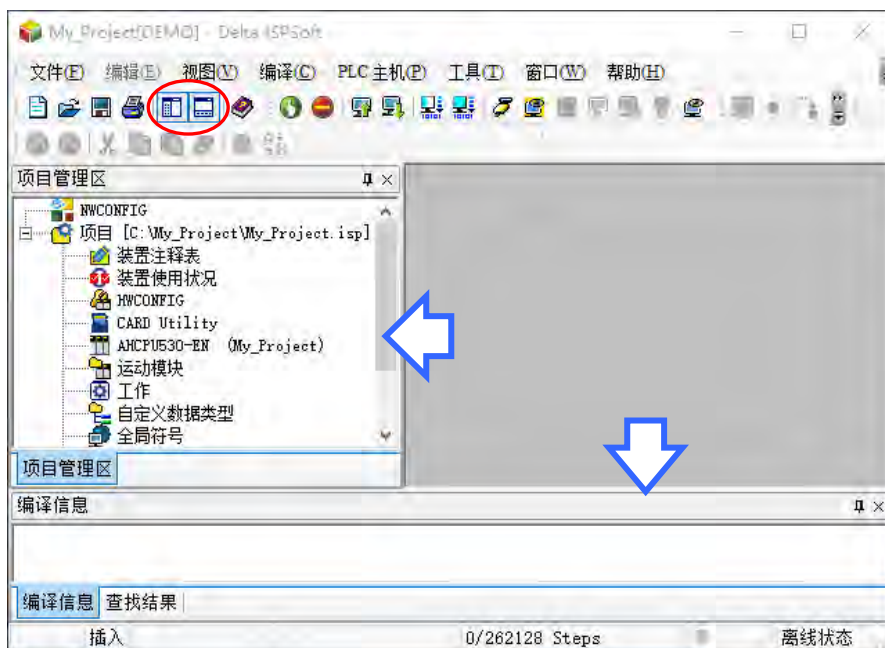 My_Project[DEMO] - Delta ISPSoft
文件(F) 编辑(E) 视图(V) 编译(C) PLC 主机(P) 工具(T) 窗口(W) 帮助(H)
项目管理区
NWCONFIG
项目 [C:\My_Project\My_Project.isp]
装置注释表
装置使用状况
HWCONFIG
CARD Utility
AHCPU530-EN (My_Project)
运动模块
工作
自定义数据类型
全局符号
项目管理区
编译信息
编译信息 查找结果
插入 0/262128 Steps 离线状态